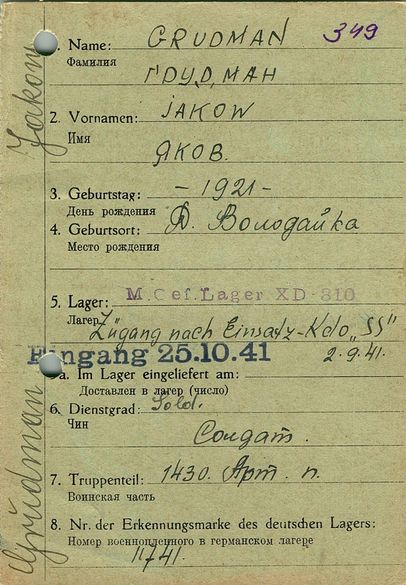 349
1. Name: GRUDMAN
Фамилия ГРУДМАН
2. Vornamen: JAKOW
Имя ЯКОВ.
3. Geburtstag: - 1921 -
День рождения
4. Geburtsort: Д. Володайка
Место рождения
5. Lager: M. Gef. Lager XD-310
Лагер Zugang nach Einsatz-Kdo „SS"
Eingang 25.10.41 2.9.41.
a. Im Lager eingeliefert am:
Доставлен в лагер (число)
6. Dienstgrad: Sold.
Чин Солдат.
7. Truppenteil: 1430. Арт. п.
Воинская часть
8. Nr. der Erkennungsmarke des deutschen Lagers:
Номер военнопленного в германском лагере
11741.
Grudman
Jakow